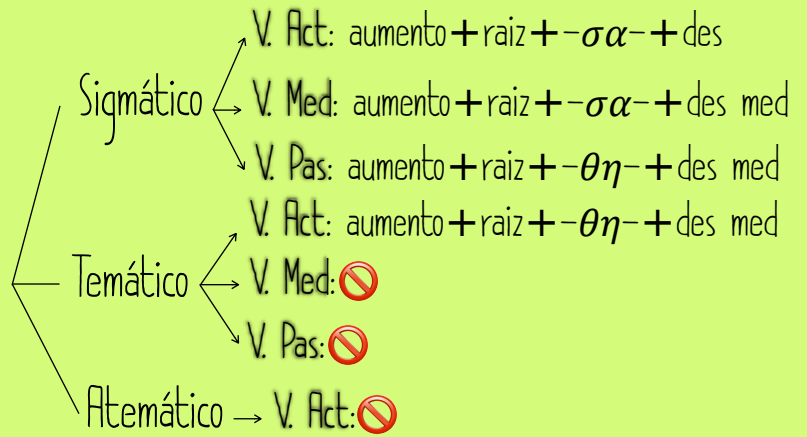 V. Act: aumento+raiz+-σα-+des
Sigmático
V. Med: aumento+raiz+-σα-+des med
V. Pas: aumento+raiz+-θη-+des med
V. Act: aumento+raiz+-θη-+des med
Temático
V. Med:
V. Pas:
Atemático
V. Act: